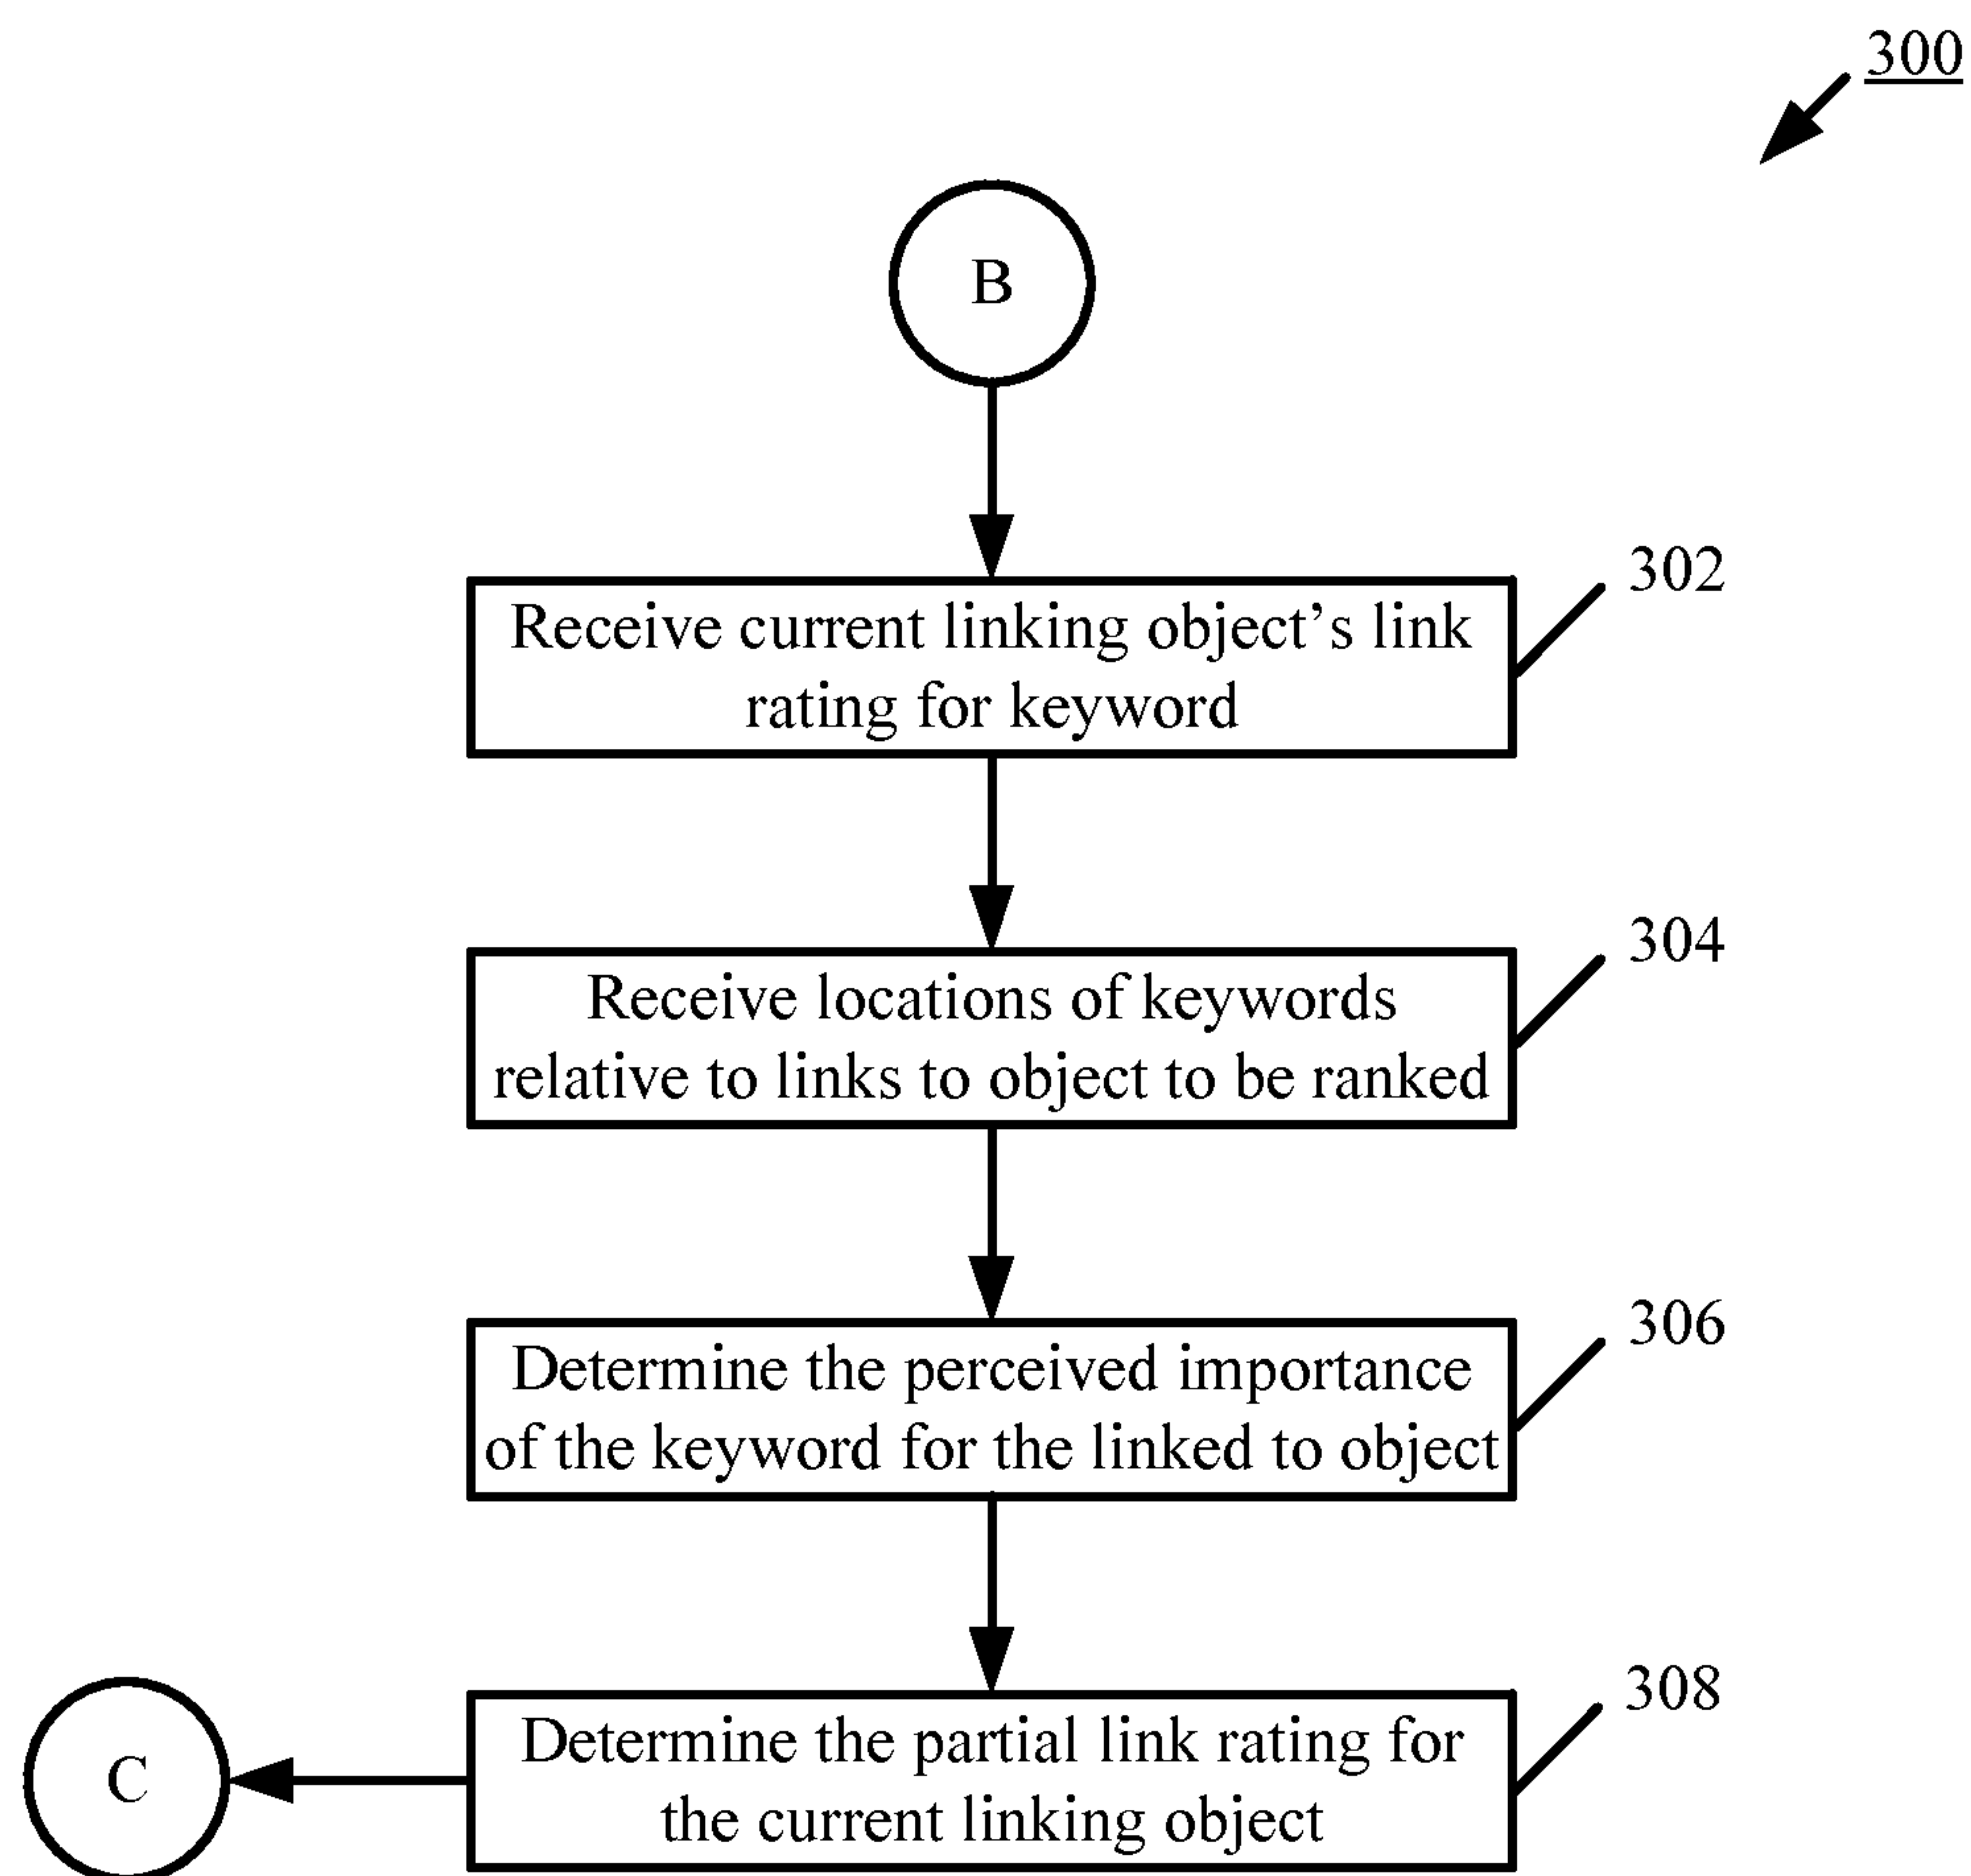 300
B
302
Receive current linking object’s link
rating for keyword
304
Receive locations of keywords
relative to links to object to be ranked
306
Determine the perceived importance
of the keyword for the linked to object
308
Determine the partial link rating for
the current linking object
C